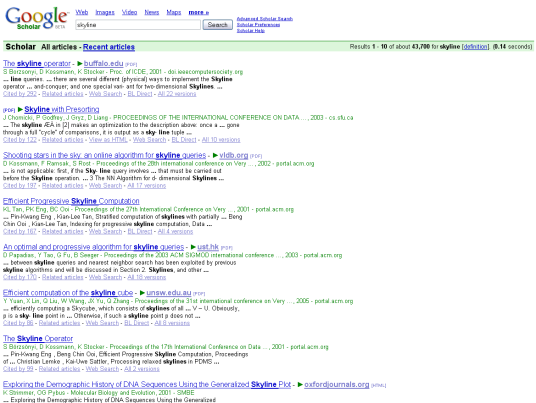 Web Images Video News Maps more »
Google Scholar BETA
skyline Search Advanced Scholar Search
Scholar Preferences
Scholar Help
Scholar All articles - Recent articles Results 1 - 10 of about 43,700 for skyline [definition]. (0.14 seconds)
The skyline operator - ►buffalo.edu [PDF]
S Borzsonyi, D Kossmann, K Stocker - Proc. of ICDE, 2001 - doi.ieeecomputersociety.org
... line queries. ... there are several different (physical) ways to implement the Skyline
operator ... and-conquer, and one special vari- ant for two-dimensional Skylines. ...
Cited by 292 - Related articles - Web Search - BL Direct - All 22 versions
[PDF] ►Skyline with Presorting
J Chomicki, P Godfrey, J Gryz, D Liang - PROCEEDINGS OF THE INTERNATIONAL CONFERENCE ON DATA ..., 2003 - cs.sfu.ca
... The skyline ÆA in [2] makes an optimization to the description above: once a ... gone
through a full "cycle" of comparisons, it is output as a sky- line tuple ...
Cited by 122 - Related articles - View as HTML - Web Search - BL Direct - All 10 versions
Shooting stars in the sky: an online algorithm for skyline queries - ►vldb.org [PDF]
D Kossmann, F Ramsak, S Rost - Proceedings of the 28th international conference on Very ..., 2002 - portal.acm.org
... is not applicable: first, if the Sky- line query involves ... that must be carried out
before the Skyline operation. ... 3 The NN Algorithm for d- dimensional Skylines ...
Cited by 197 - Related articles - Web Search - All 17 versions
Efficient Progressive Skyline Computation
KL Tan, PK Eng, BC Ooi - Proceedings of the 27th International Conference on Very ..., 2001 - portal.acm.org
... Pin-Kwang Eng , Kian-Lee Tan, Stratified computation of skylines with partially ... Beng
Chin Ooi , Kian-Lee Tan, Indexing for progressive skyline computation, Data ...
Cited by 187 - Related articles - Web Search - All 4 versions
An optimal and progressive algorithm for skyline queries - ►ust.hk [PDF]
D Papadias, Y Tao, G Fu, B Seeger - Proceedings of the 2003 ACM SIGMOD international conference ..., 2003 - portal.acm.org
... between skyline queries and nearest neighbor search has been exploited by previous
skyline algorithms and will be discussed in Section 2. Skylines, and other ...
Cited by 170 - Related articles - Web Search - All 18 versions
Efficient computation of the skyline cube - ►unsw.edu.au [PDF]
Y Yuan, X Lin, Q Liu, W Wang, JX Yu, Q Zhang - Proceedings of the 31st international conference on Very ..., 2005 - portal.acm.org
... efficiently computing a Skycube, which consists of skylines of all ... V – U. Obviously,
p is a sky- line point in ... Otherwise, if such a skyline point p does not ...
Cited by 86 - Related articles - Web Search - BL Direct - All 8 versions
The Skyline Operator
S Börzsönyi, D Kossmann, K Stocker - Proceedings of the 17th International Conference on Data ..., 2001 - portal.acm.org
... Pin-Kwang Eng , Beng Chin Ooi, Efficient Progressive Skyline Computation, Proceedings
of ... Christian Lemke , Kai-Uwe Sattler, Processing relaxed skylines in PDMS ...
Cited by 99 - Related articles - Web Search - All 2 versions
Exploring the Demographic History of DNA Sequences Using the Generalized Skyline Plot - ►oxfordjournals.org [HTML]
K Strimmer, OG Pybus - Molecular Biology and Evolution, 2001 - SMBE
... Exploring the Demographic History of DNA Sequences Using the Generalized